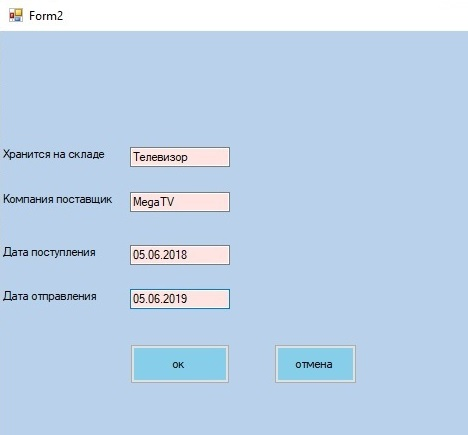 Form2
Хранится на складе Телевизор
Компания поставщик MegaTV
Дата поступления 05.06.2018
Дата отправления 05.06.2019
ок отмена